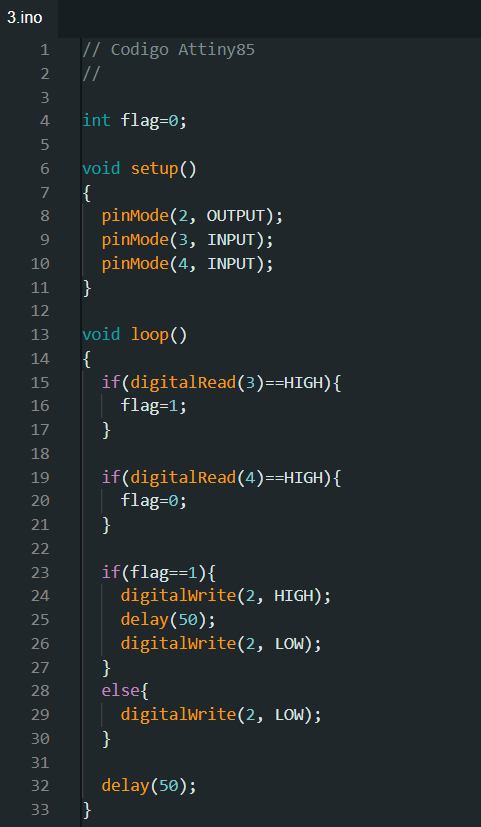 3.ino
1 // Codigo Attiny85
2 //
3
4 int flag=0;
5
6 void setup()
7 {
8   pinMode(2, OUTPUT);
9   pinMode(3, INPUT);
10   pinMode(4, INPUT);
11 }
12
13 void loop()
14 {
15   if(digitalRead(3)==HIGH){
16     flag=1;
17   }
18
19   if(digitalRead(4)==HIGH){
20     flag=0;
21   }
22
23   if(flag==1){
24     digitalWrite(2, HIGH);
25     delay(50);
26     digitalWrite(2, LOW);
27   }
28   else{
29     digitalWrite(2, LOW);
30   }
31
32   delay(50);
33 }